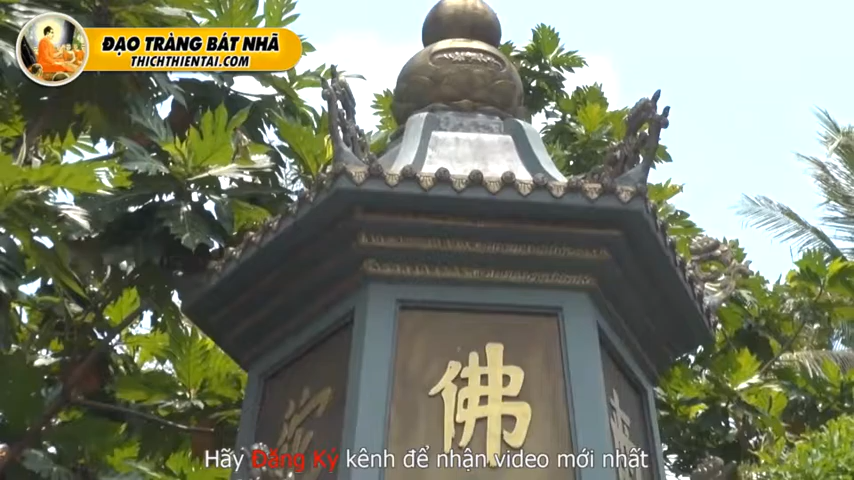 ĐẠO TRÀNG BÁT NHÃ
THICHTHIENTAI.COM
佛
Hãy Đăng Ký kênh để nhận video mới nhất